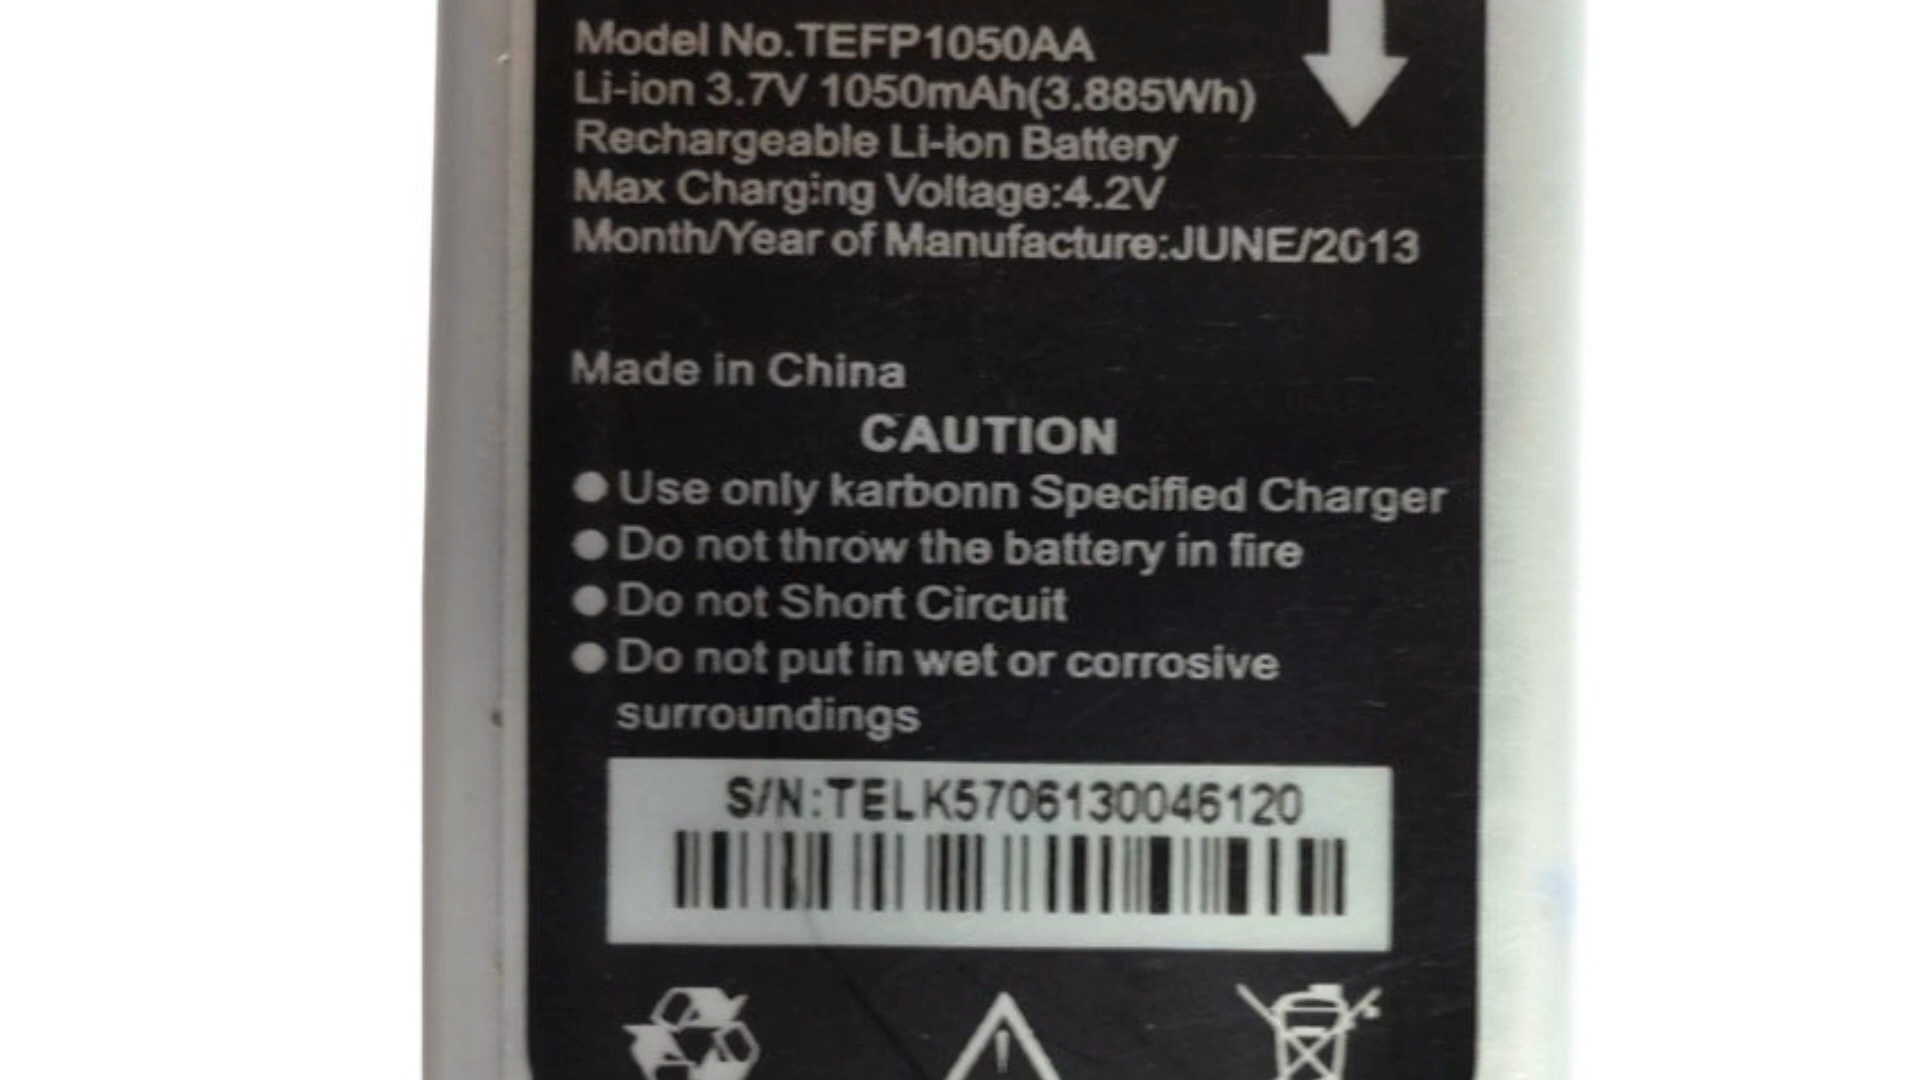 Model No.TEFP1050AA
Li-ion 3.7V 1050mAh(3.885Wh)
Rechargeable Li-ion Battery
Max Charging Voltage:4.2V
Month/Year of Manufacture:JUNE/2013
Made in China
CAUTION
● Use only karbonn Specified Charger
● Do not throw the battery in fire
● Do not Short Circuit
● Do not put in wet or corrosive
surroundings
S/N:TELK5706130046120